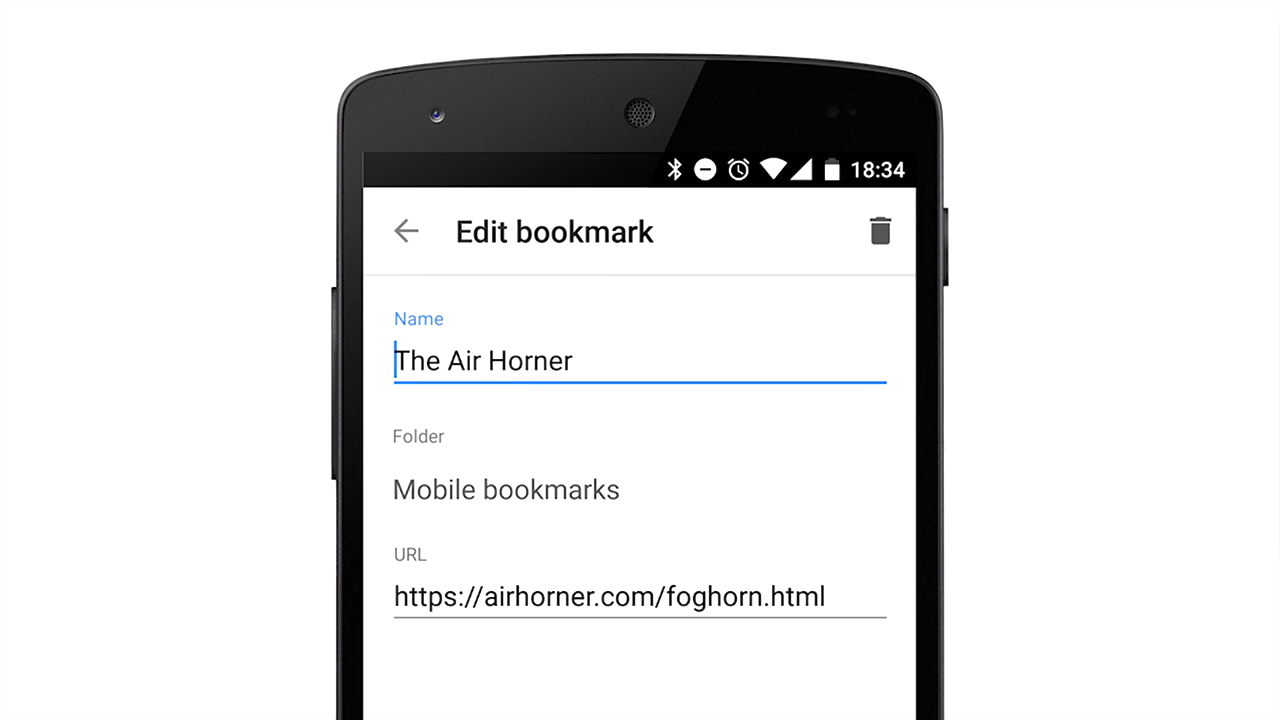 18:34
Edit bookmark
Name
The Air Horner
Folder
Mobile bookmarks
URL
https://airhorner.com/foghorn.html